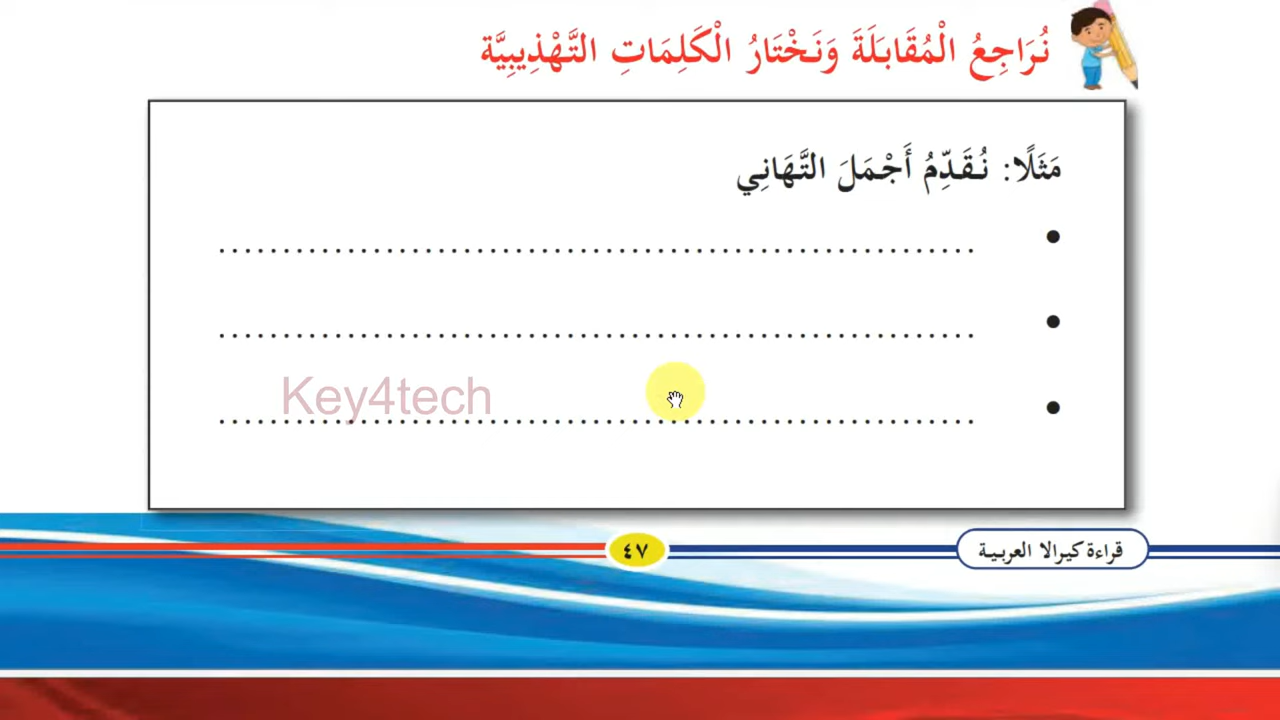 نُرَاجِعُ الْمُقَابَلَةَ وَنَخْتَارُ الْكَلِمَاتِ التَّهْذِيبِيَّة
مَثَلًا: نُقَدِّمُ أَجْمَلَ التَّهَانِي
• ............................................................
• ............................................................
Key4tech
• ............................................................
٤٧
قراءة كيرالا العربية